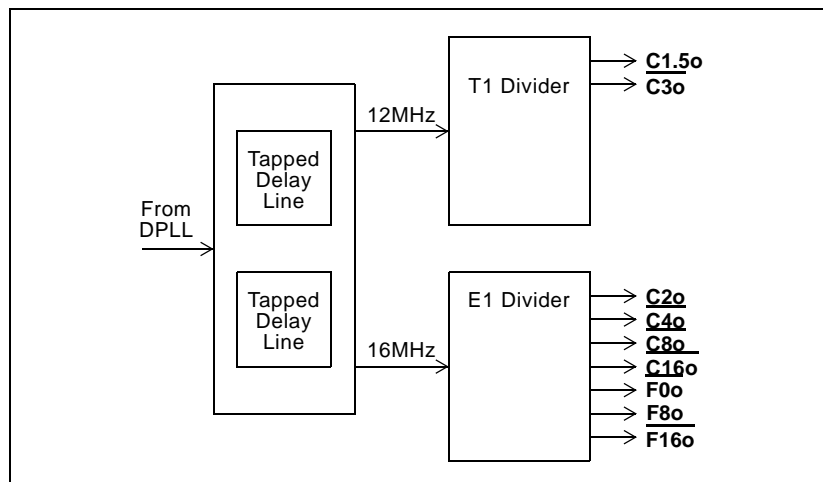 From
DPLL
Tapped
Delay
Line
Tapped
Delay
Line
12MHz
16MHz
T1 Divider
C1.5o
C3o
E1 Divider
C2o
C4o
C8o
C16o
F0o
F8o
F16o